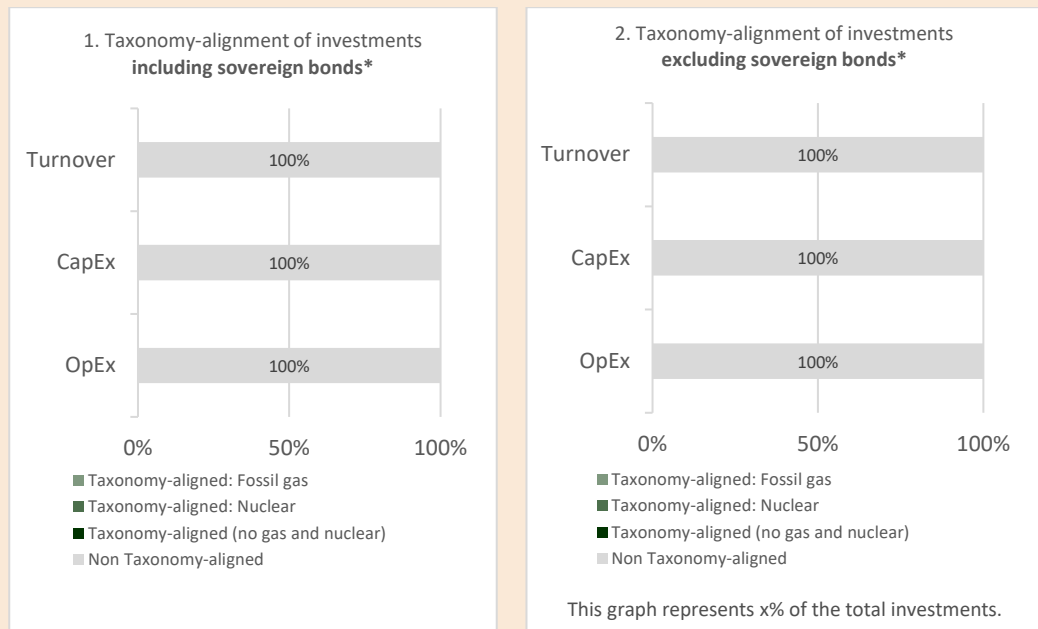 1. Taxonomy-alignment of investments
including sovereign bonds*
Turnover
100%
CapEx
100%
OpEx
100%
0%
50%
100%
Taxonomy-aligned: Fossil gas
Taxonomy-aligned: Nuclear
Taxonomy-aligned (no gas and nuclear)
Non Taxonomy-aligned
2. Taxonomy-alignment of investments
excluding sovereign bonds*
Turnover
100%
CapEx
100%
OpEx
100%
0%
50%
100%
Taxonomy-aligned: Fossil gas
Taxonomy-aligned: Nuclear
Taxonomy-aligned (no gas and nuclear)
Non Taxonomy-aligned
This graph represents x% of the total investments.